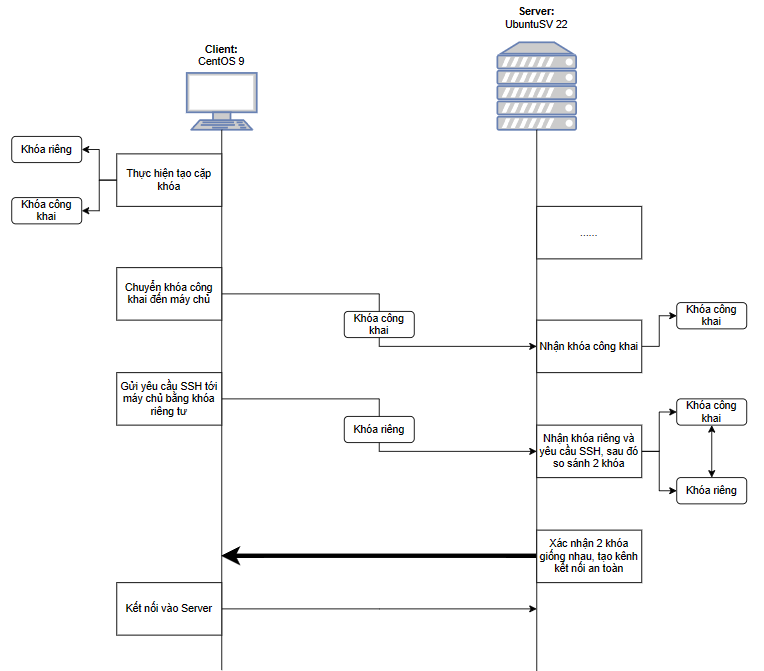 Server:
UbuntuSV 22
Client:
CentOS 9
Khóa riêng
Thực hiện tạo cặp
khóa
Khóa công
khai
......
Chuyển khóa công
khai đến máy chủ
Khóa công
khai
Khóa công
khai
Nhận khóa công khai
Gửi yêu cầu SSH tới
máy chủ bằng khóa
riêng tư
Khóa riêng
Khóa công
khai
Nhận khóa riêng và
yêu cầu SSH, sau đó
so sánh 2 khóa
Khóa riêng
Xác nhận 2 khóa
giống nhau, tạo kênh
kết nối an toàn
Kết nối vào Server